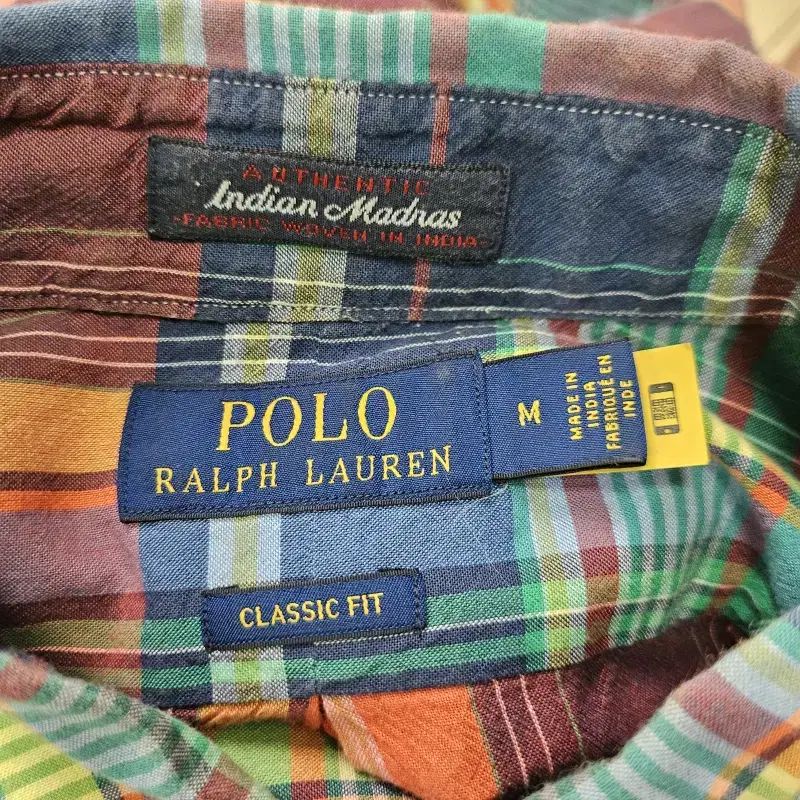 AUTHENTIC
Indian Madras
-FABRIC WOVEN IN INDIA-
POLO
RALPH LAUREN
M
MADE IN
INDIA
FABRIQUÉ EN
INDE
CLASSIC FIT